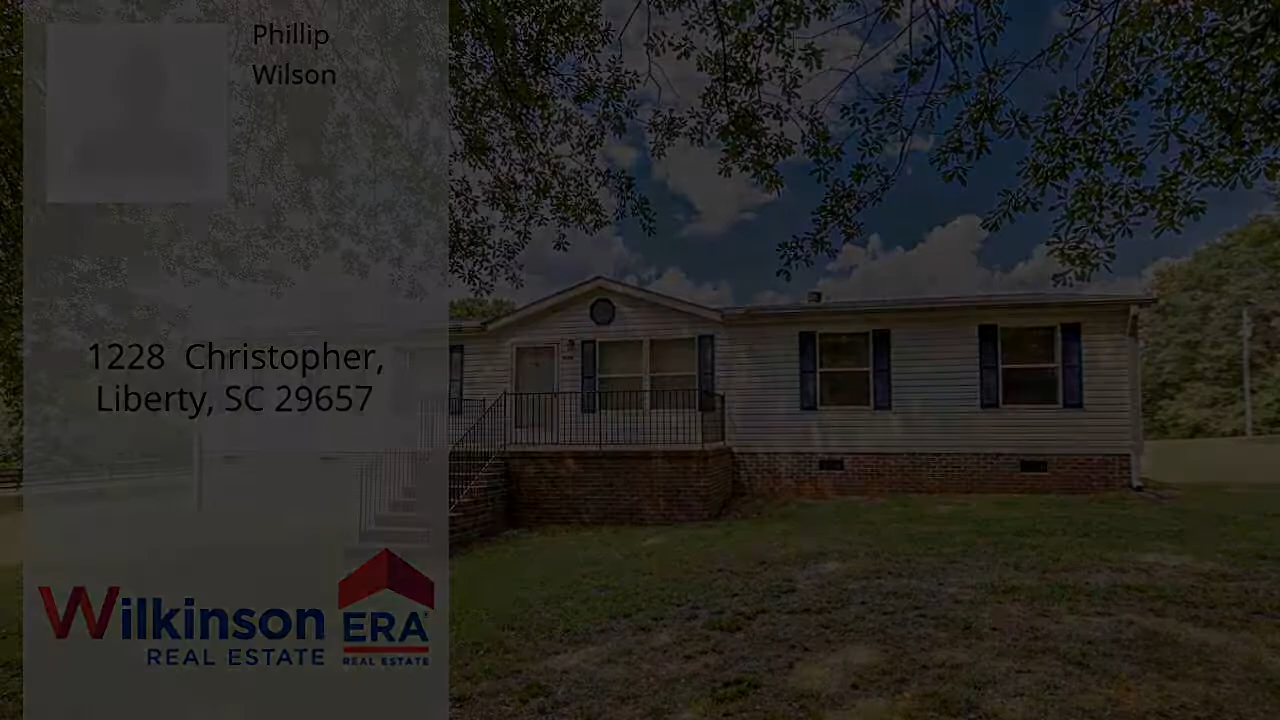 Phillip
Wilson
1228 Christopher,
Liberty, SC 29657
Wilkinson
REAL ESTATE
ERA
REAL ESTATE